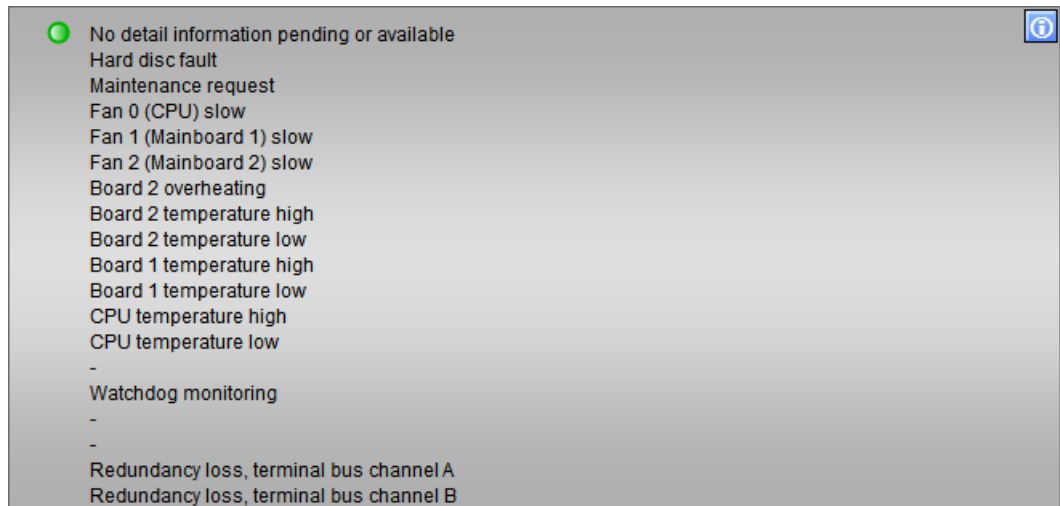 No detail information pending or available
Hard disc fault
Maintenance request
Fan 0 (CPU) slow
Fan 1 (Mainboard 1) slow
Fan 2 (Mainboard 2) slow
Board 2 overheating
Board 2 temperature high
Board 2 temperature low
Board 1 temperature high
Board 1 temperature low
CPU temperature high
CPU temperature low
-
Watchdog monitoring
-
-
Redundancy loss, terminal bus channel A
Redundancy loss, terminal bus channel B